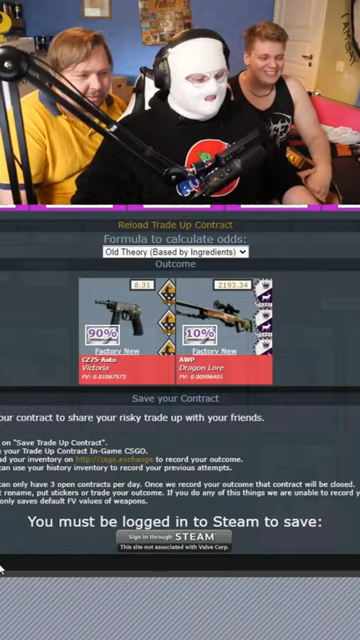 Reload Trade Up Contract
Formula to calculate odds:
Old Theory (Based by Ingredients)
Outcome
8.31
2193.34
90%
10%
Factory New
Factory New
CZ75-Auto
AWP
Victoria
Dragon Lore
FV: 0.01067573
FV: 0.00996401
Save your Contract
our contract to share your risky trade up with your friends.
on "Save Trade Up Contract".
e your Trade Up Contract In-Game CSGO.
ad your inventory on http://csgo.exchange to record your outcome.
can use your history inventory to record your previous attempts.
can only have 3 open contracts per day. Once we record your outcome that contract will be closed.
t rename, put stickers or trade your outcome. If you do any of this things we are unable to record y
only saves default FV values of weapons.
You must be logged in to Steam to save:
Sign in through STEAM
This site not associated with Valve Corp.